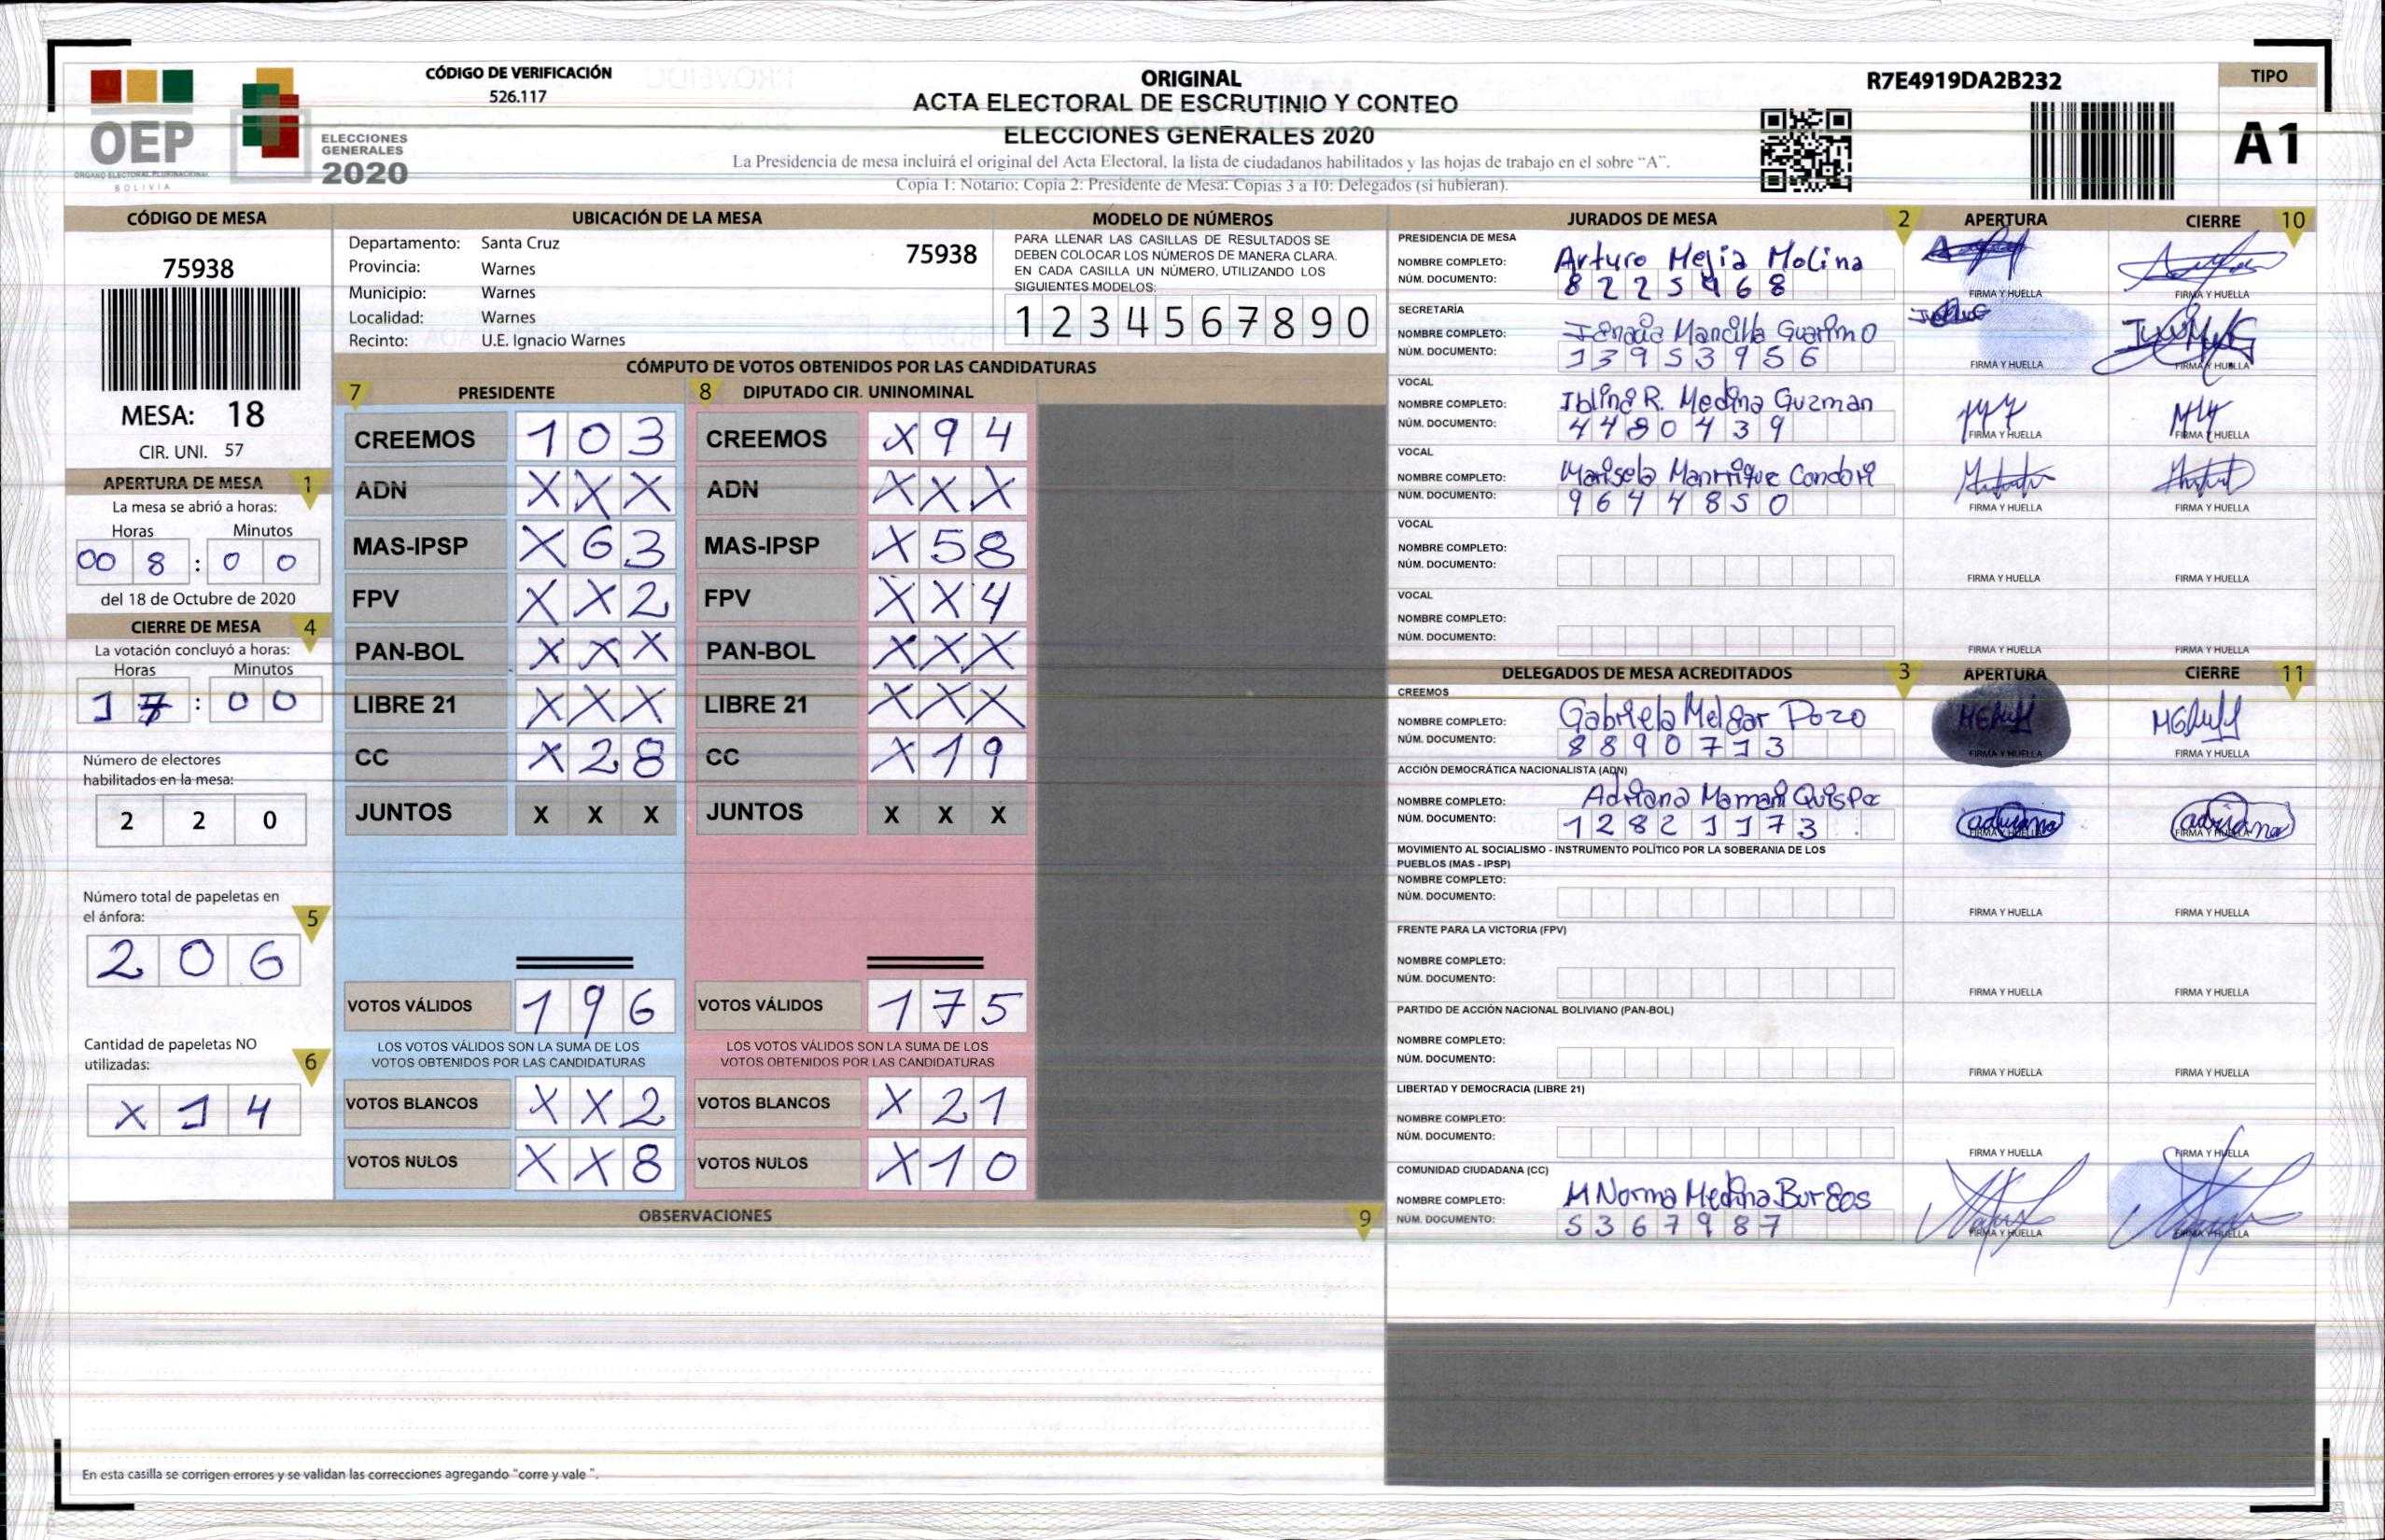 CÓDIGO DE VERIFICACIÓN
526.117
OEP
ÓRGANO ELECTORAL PLURINACIONAL
BOLIVIA
ELECCIONES
GENERALES
2020
ORIGINAL
ACTA ELECTORAL DE ESCRUTINIO Y CONTEO
ELECCIONES GENERALES 2020
La Presidencia de mesa incluirá el original del Acta Electoral, la lista de ciudadanos habilitados y las hojas de trabajo en el sobre "A".
Copia 1: Notario; Copia 2: Presidente de Mesa; Copias 3 a 10: Delegados (si hubieran).
R7E4919DA2B232
TIPO
A1
CÓDIGO DE MESA
75938
MESA: 18
CIR. UNI. 57
APERTURA DE MESA 1
La mesa se abrió a horas:
Horas Minutos
00 8 : 0 0
del 18 de Octubre de 2020
CIERRE DE MESA 4
La votación concluyó a horas:
Horas Minutos
1 7 : 0 0
Número de electores
habilitados en la mesa:
2 2 0
Número total de papeletas en
el ánfora: 5
2 0 6
Cantidad de papeletas NO
utilizadas: 6
X 1 4
UBICACIÓN DE LA MESA
Departamento: Santa Cruz 75938
Provincia: Warnes
Municipio: Warnes
Localidad: Warnes
Recinto: U.E. Ignacio Warnes
MODELO DE NÚMEROS
PARA LLENAR LAS CASILLAS DE RESULTADOS SE
DEBEN COLOCAR LOS NÚMEROS DE MANERA CLARA.
EN CADA CASILLA UN NÚMERO, UTILIZANDO LOS
SIGUIENTES MODELOS:
1 2 3 4 5 6 7 8 9 0
CÓMPUTO DE VOTOS OBTENIDOS POR LAS CANDIDATURAS
7 PRESIDENTE 8 DIPUTADO CIR. UNINOMINAL
CREEMOS 1 0 3 CREEMOS X 9 4
ADN X X X ADN X X X
MAS-IPSP X 6 3 MAS-IPSP X 5 8
FPV X X 2 FPV X X 4
PAN-BOL X X X PAN-BOL X X X
LIBRE 21 X X X LIBRE 21 X X X
CC X 2 8 CC X 1 9
JUNTOS X X X JUNTOS X X X
VOTOS VÁLIDOS 1 9 6 VOTOS VÁLIDOS 1 7 5
LOS VOTOS VÁLIDOS SON LA SUMA DE LOS LOS VOTOS VÁLIDOS SON LA SUMA DE LOS
VOTOS OBTENIDOS POR LAS CANDIDATURAS VOTOS OBTENIDOS POR LAS CANDIDATURAS
VOTOS BLANCOS X X 2 VOTOS BLANCOS X 2 1
VOTOS NULOS X X 8 VOTOS NULOS X 1 0
OBSERVACIONES 9
En esta casilla se corrigen errores y se validan las correcciones agregando "corre y vale ".
JURADOS DE MESA 2 APERTURA CIERRE 10
PRESIDENCIA DE MESA
NOMBRE COMPLETO: Arturo Mejia Molina
NÚM. DOCUMENTO: 8 2 2 5 4 6 8
FIRMA Y HUELLA FIRMA Y HUELLA
SECRETARÍA
NOMBRE COMPLETO: Mancilla
NÚM. DOCUMENTO: 1 3 9 5 3 9 5 6
FIRMA Y HUELLA FIRMA Y HUELLA
VOCAL
NOMBRE COMPLETO: R. Medina Guzman
NÚM. DOCUMENTO: 4 4 8 0 4 3 9
FIRMA Y HUELLA FIRMA Y HUELLA
VOCAL
NOMBRE COMPLETO: Marisela Manrrique Condori
NÚM. DOCUMENTO: 9 6 4 4 8 5 0
FIRMA Y HUELLA FIRMA Y HUELLA
VOCAL
NOMBRE COMPLETO:
NÚM. DOCUMENTO:
FIRMA Y HUELLA FIRMA Y HUELLA
VOCAL
NOMBRE COMPLETO:
NÚM. DOCUMENTO:
FIRMA Y HUELLA FIRMA Y HUELLA
DELEGADOS DE MESA ACREDITADOS 3 APERTURA CIERRE 11
CREEMOS
NOMBRE COMPLETO: Gabriela Melgar Pozo
NÚM. DOCUMENTO: 8 8 9 0 7 1 3
FIRMA Y HUELLA FIRMA Y HUELLA
ACCIÓN DEMOCRÁTICA NACIONALISTA (ADN)
NOMBRE COMPLETO: Adriana Mamani Quispe
NÚM. DOCUMENTO: 1 2 8 2 1 1 7 3
adriana adriana
FIRMA Y HUELLA FIRMA Y HUELLA
MOVIMIENTO AL SOCIALISMO - INSTRUMENTO POLÍTICO POR LA SOBERANIA DE LOS
PUEBLOS (MAS - IPSP)
NOMBRE COMPLETO:
NÚM. DOCUMENTO:
FIRMA Y HUELLA FIRMA Y HUELLA
FRENTE PARA LA VICTORIA (FPV)
NOMBRE COMPLETO:
NÚM. DOCUMENTO:
FIRMA Y HUELLA FIRMA Y HUELLA
PARTIDO DE ACCIÓN NACIONAL BOLIVIANO (PAN-BOL)
NOMBRE COMPLETO:
NÚM. DOCUMENTO:
FIRMA Y HUELLA FIRMA Y HUELLA
LIBERTAD Y DEMOCRACIA (LIBRE 21)
NOMBRE COMPLETO:
NÚM. DOCUMENTO:
FIRMA Y HUELLA FIRMA Y HUELLA
COMUNIDAD CIUDADANA (CC)
NOMBRE COMPLETO: M Norma Medina Burgos
NÚM. DOCUMENTO: 5 3 6 7 9 8 7
FIRMA Y HUELLA FIRMA Y HUELLA